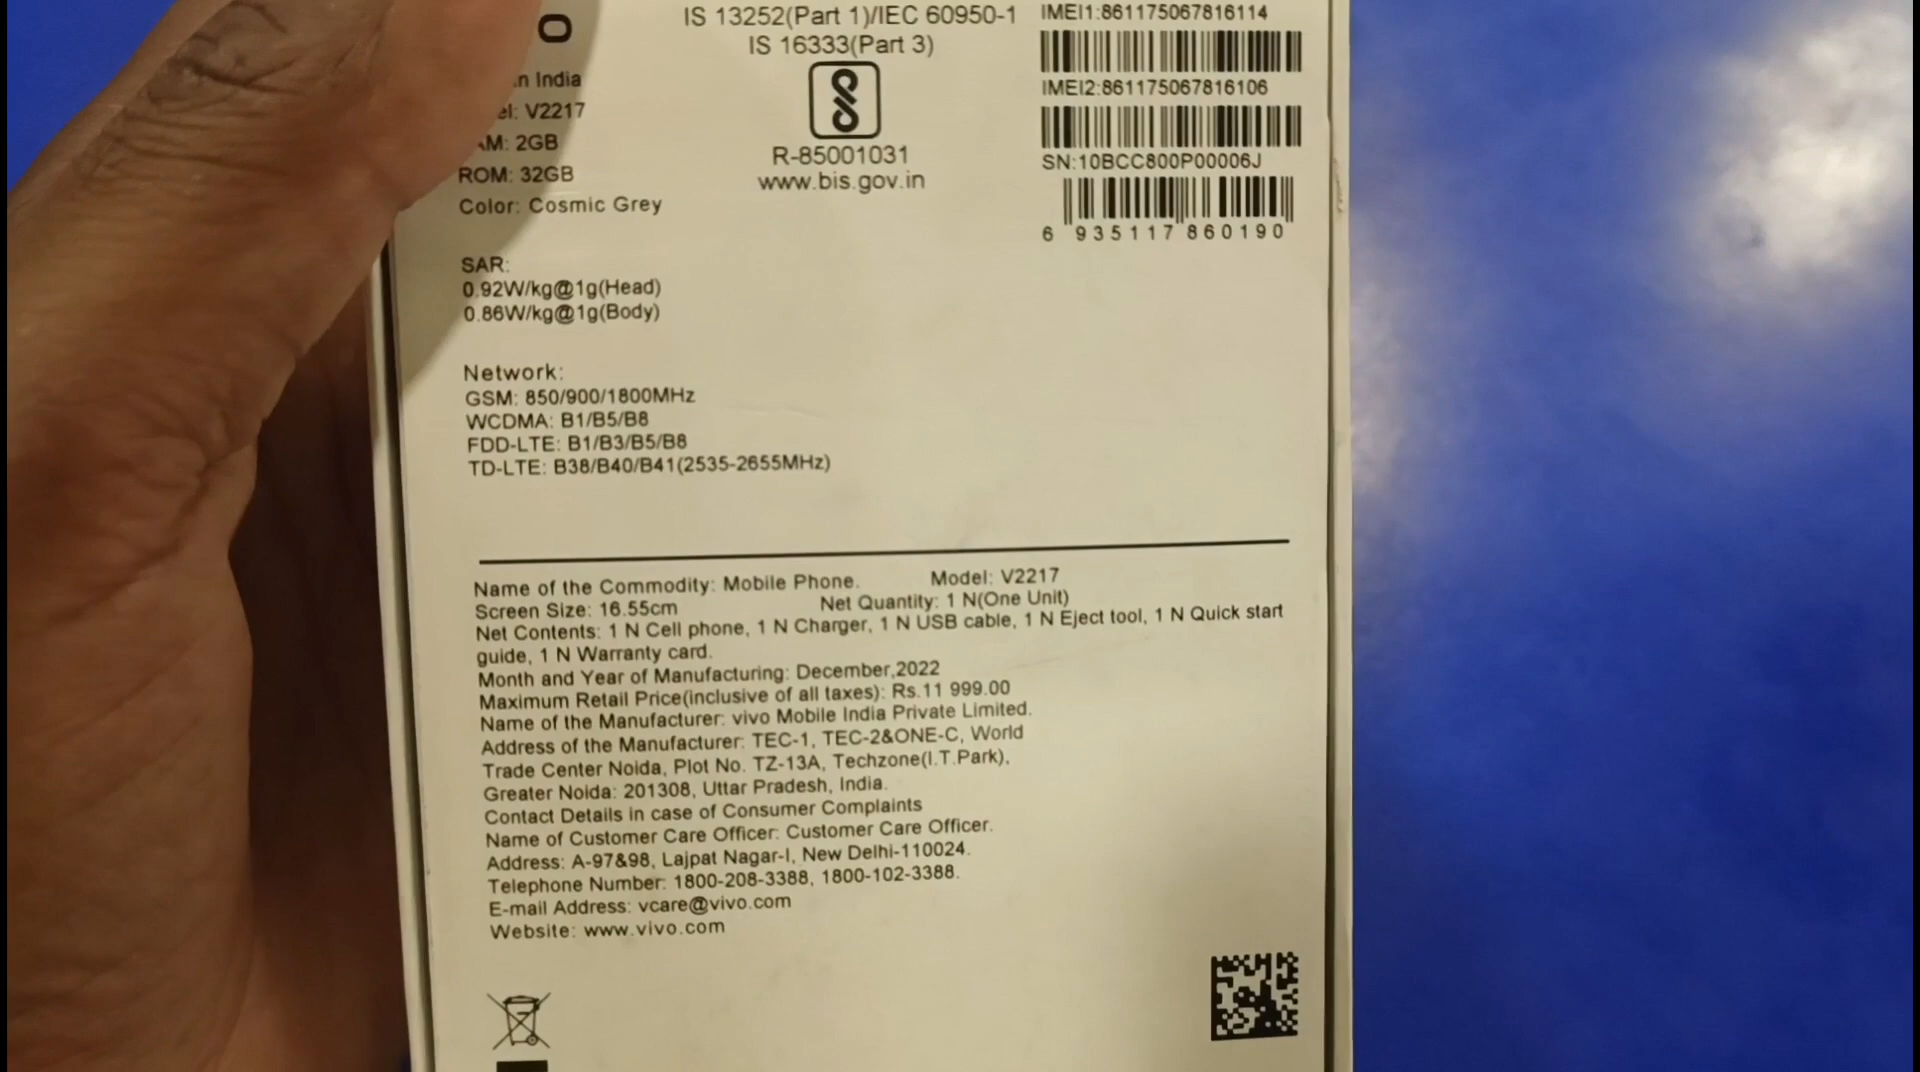 O
IS 13252(Part 1)/IEC 60950-1
IS 16333(Part 3)
R-85001031
www.bis.gov.in
IMEI1:861175067816114
IMEI2:861175067816106
SN:10BCC800P00006J
6 935117 860190
n India
el: V2217
AM: 2GB
ROM: 32GB
Color: Cosmic Grey
SAR:
0.92W/kg@1g(Head)
0.86W/kg@1g(Body)
Network:
GSM: 850/900/1800MHz
WCDMA: B1/B5/B8
FDD-LTE: B1/B3/B5/B8
TD-LTE: B38/B40/B41(2535-2655MHz)
Name of the Commodity: Mobile Phone. Model: V2217
Screen Size: 16.55cm Net Quantity: 1 N(One Unit)
Net Contents: 1 N Cell phone, 1 N Charger, 1 N USB cable, 1 N Eject tool, 1 N Quick start
guide, 1 N Warranty card.
Month and Year of Manufacturing: December,2022
Maximum Retail Price(inclusive of all taxes): Rs.11 999.00
Name of the Manufacturer: vivo Mobile India Private Limited.
Address of the Manufacturer: TEC-1, TEC-2&ONE-C, World
Trade Center Noida, Plot No. TZ-13A, Techzone(I.T.Park),
Greater Noida: 201308, Uttar Pradesh, India.
Contact Details in case of Consumer Complaints
Name of Customer Care Officer: Customer Care Officer.
Address: A-97&98, Lajpat Nagar-I, New Delhi-110024.
Telephone Number: 1800-208-3388, 1800-102-3388.
E-mail Address: vcare@vivo.com
Website: www.vivo.com